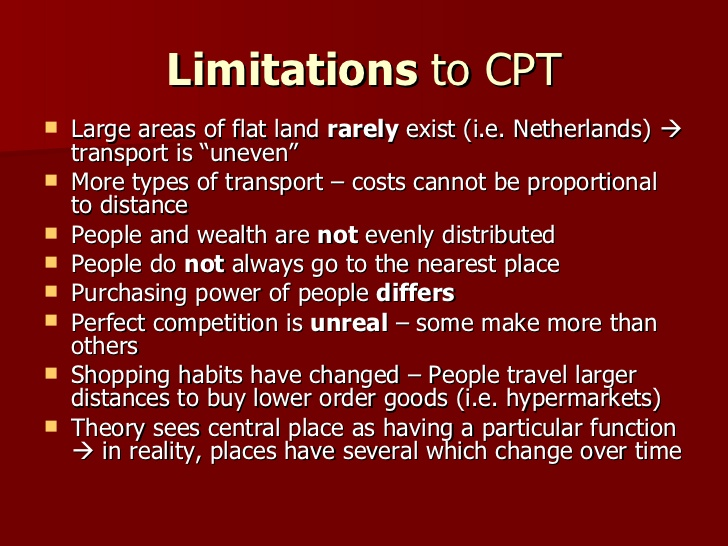 Limitations to CPT
Large areas of flat land rarely exist (i.e. Netherlands) →
transport is “uneven”
More types of transport – costs cannot be proportional
to distance
People and wealth are not evenly distributed
People do not always go to the nearest place
Purchasing power of people differs
Perfect competition is unreal – some make more than
others
Shopping habits have changed – People travel larger
distances to buy lower order goods (i.e. hypermarkets)
Theory sees central place as having a particular function
→ in reality, places have several which change over time